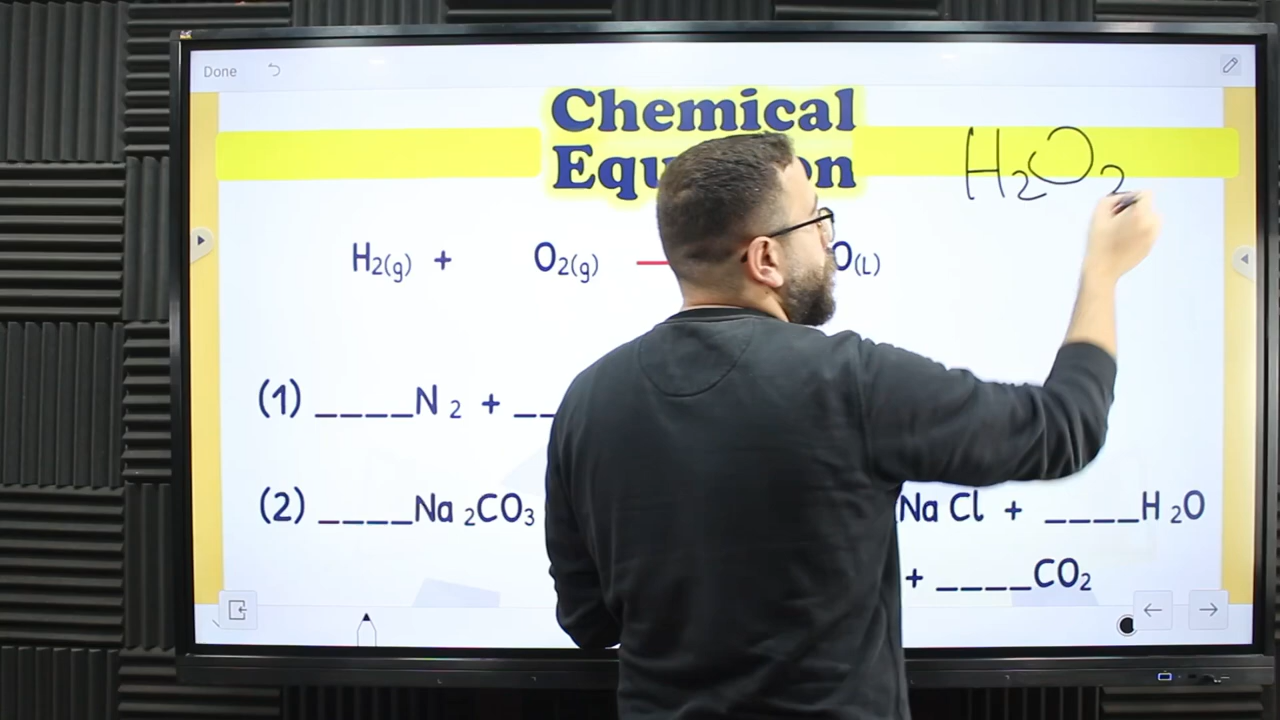 Done
Chemical
Equ on
H₂O₂
H₂(g) + O₂(g) O(L)
(1) ____N ₂ + __
(2) ____Na ₂CO₃ Na Cl + ____H ₂O
+ ____CO₂